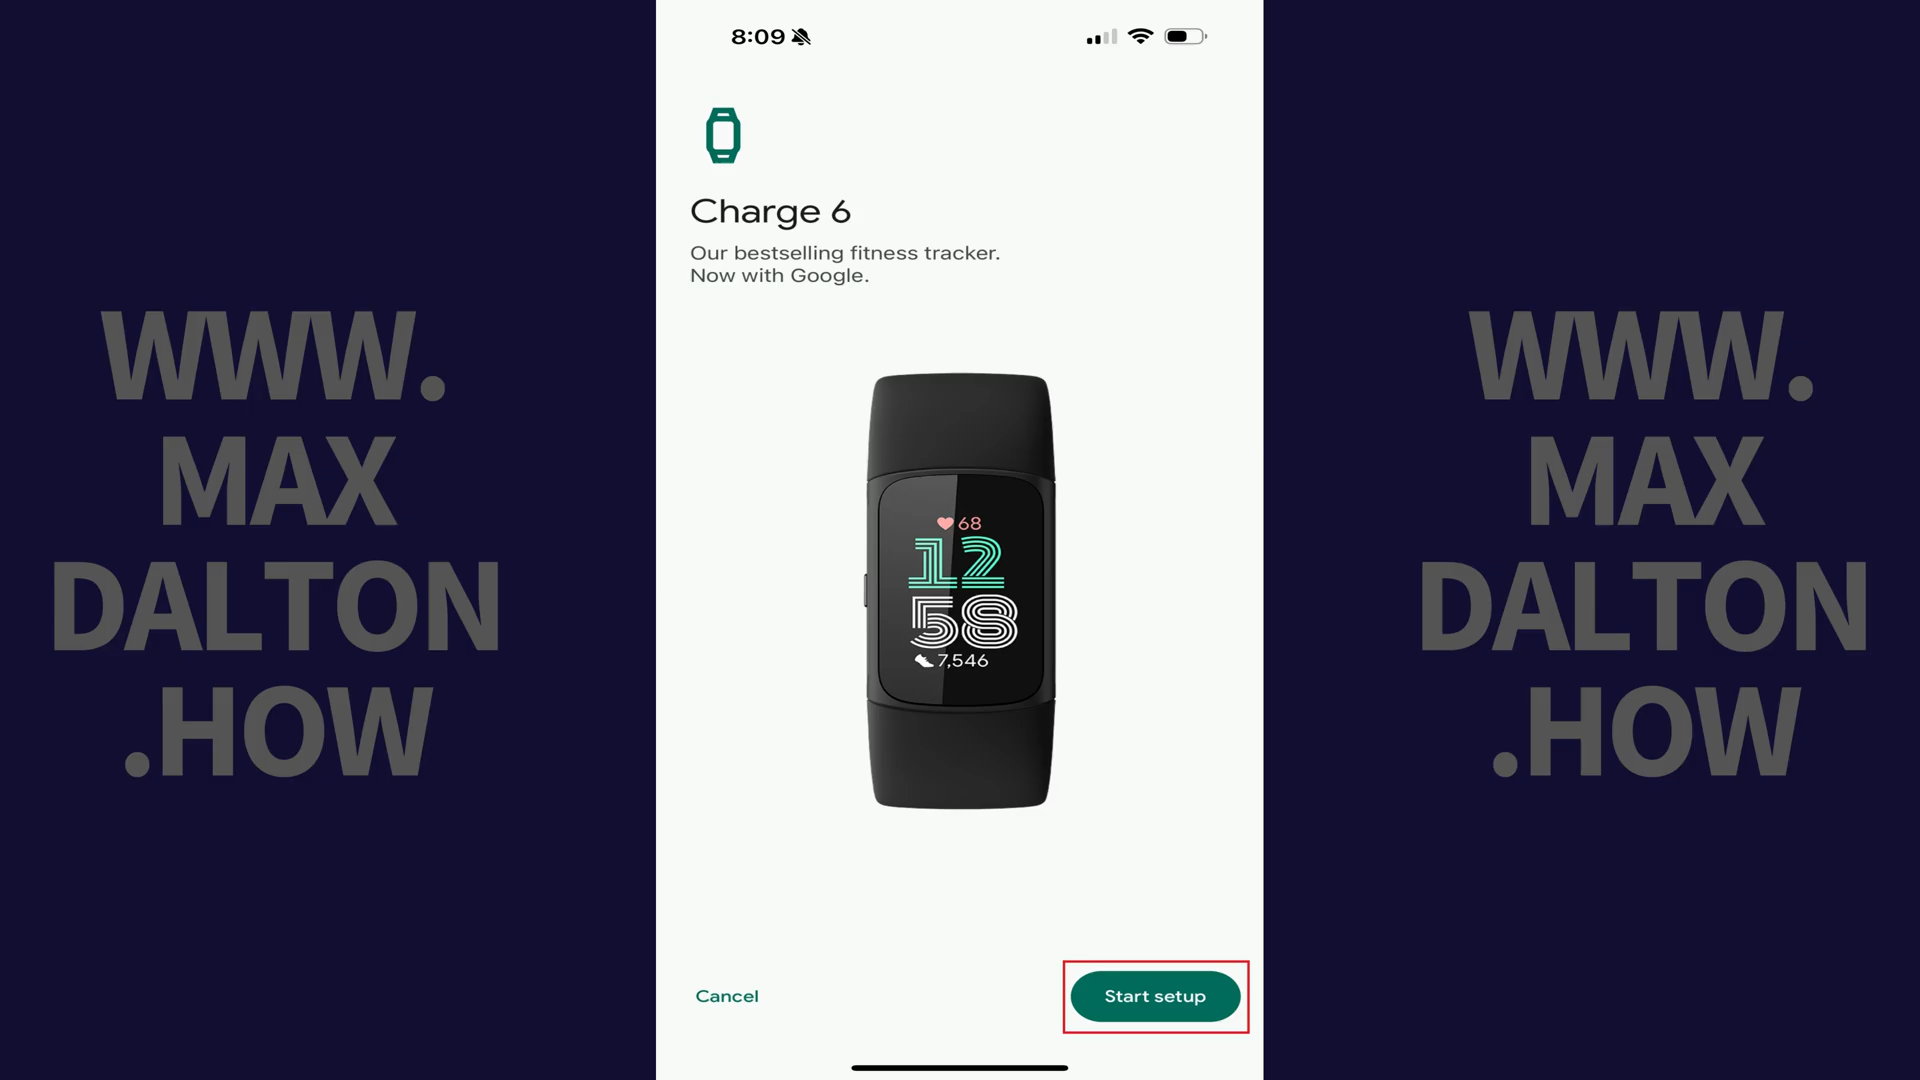 8:09
WWW.
MAX
DALTON
.HOW
Charge 6
Our bestselling fitness tracker.
Now with Google.
68
12
58
7,546
Cancel
Start setup
WWW.
MAX
DALTON
.HOW